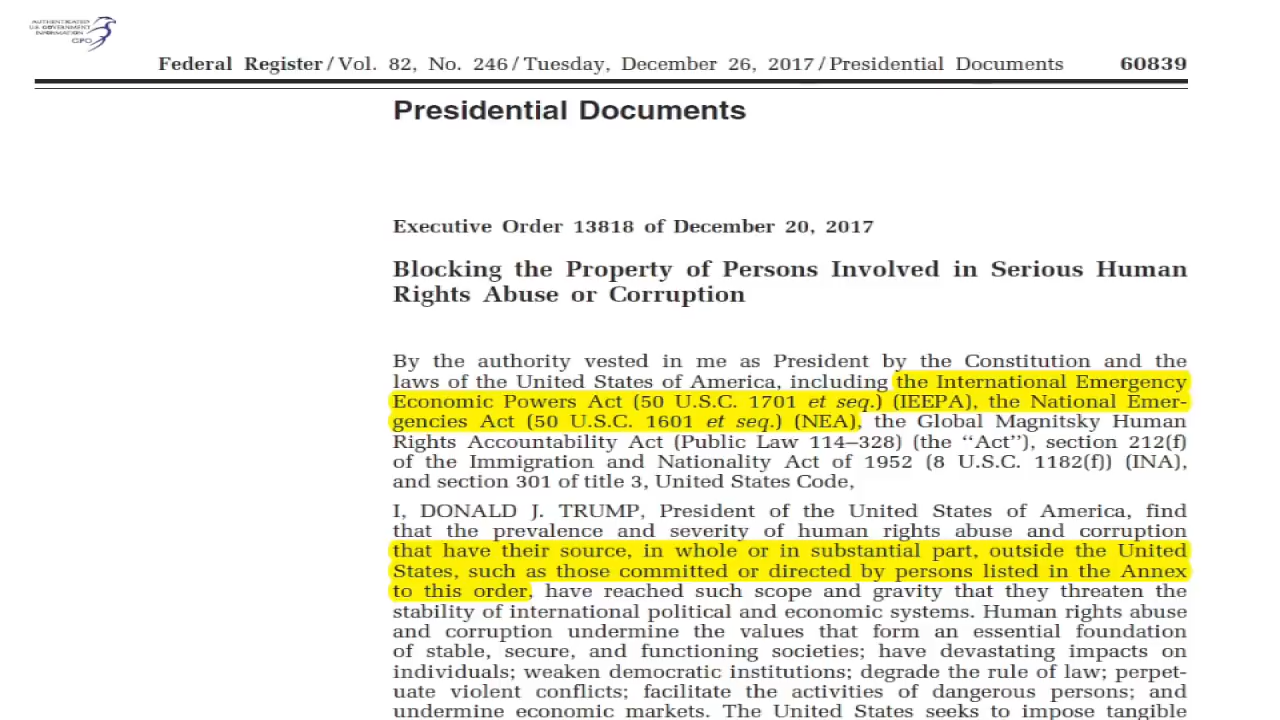 AUTHENTICATED
U.S. GOVERNMENT
INFORMATION
GPO
Federal Register / Vol. 82, No. 246 / Tuesday, December 26, 2017 / Presidential Documents 60839
Presidential Documents
Executive Order 13818 of December 20, 2017
Blocking the Property of Persons Involved in Serious Human
Rights Abuse or Corruption
By the authority vested in me as President by the Constitution and the
laws of the United States of America, including the International Emergency
Economic Powers Act (50 U.S.C. 1701 et seq.) (IEEPA), the National Emer-
gencies Act (50 U.S.C. 1601 et seq.) (NEA), the Global Magnitsky Human
Rights Accountability Act (Public Law 114–328) (the ‘‘Act’’), section 212(f)
of the Immigration and Nationality Act of 1952 (8 U.S.C. 1182(f)) (INA),
and section 301 of title 3, United States Code,
I, DONALD J. TRUMP, President of the United States of America, find
that the prevalence and severity of human rights abuse and corruption
that have their source, in whole or in substantial part, outside the United
States, such as those committed or directed by persons listed in the Annex
to this order, have reached such scope and gravity that they threaten the
stability of international political and economic systems. Human rights abuse
and corruption undermine the values that form an essential foundation
of stable, secure, and functioning societies; have devastating impacts on
individuals; weaken democratic institutions; degrade the rule of law; perpet-
uate violent conflicts; facilitate the activities of dangerous persons; and
undermine economic markets. The United States seeks to impose tangible